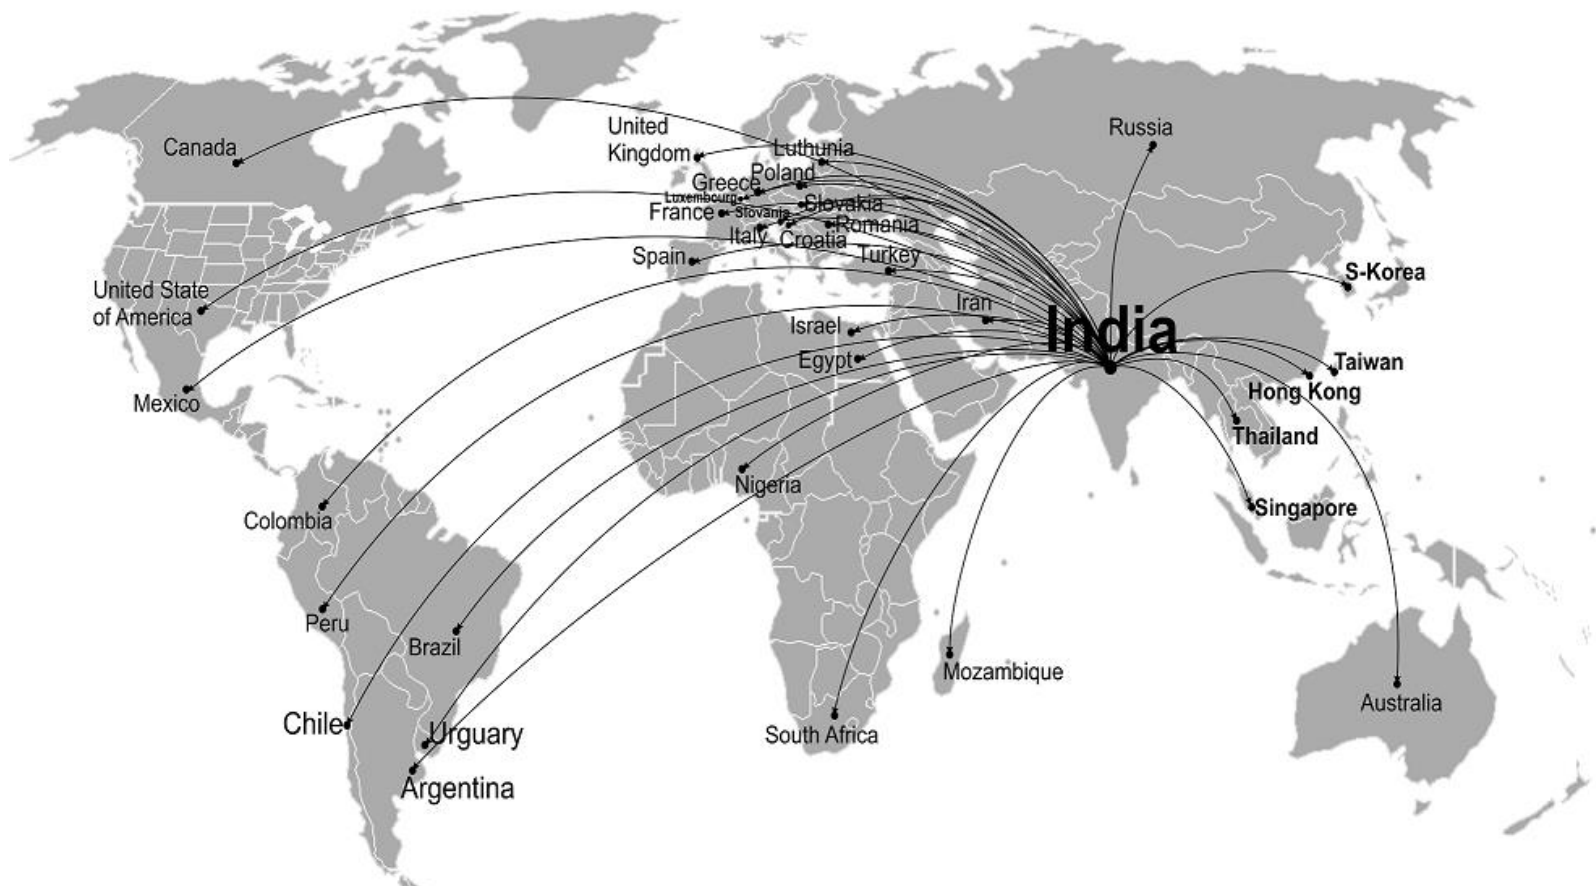 Canada
United
Kingdom
Luthunia
Russia
Poland
Greece
Luxembourg
Slovakia
France
Slovania
Romania
Italy
Croatia
Spain
Turkey
S-Korea
United State
of America
Iran
Israel
India
Egypt
Taiwan
Hong Kong
Mexico
Thailand
Nigeria
Singapore
Colombia
Peru
Brazil
Mozambique
Australia
Chile
Urguary
South Africa
Argentina